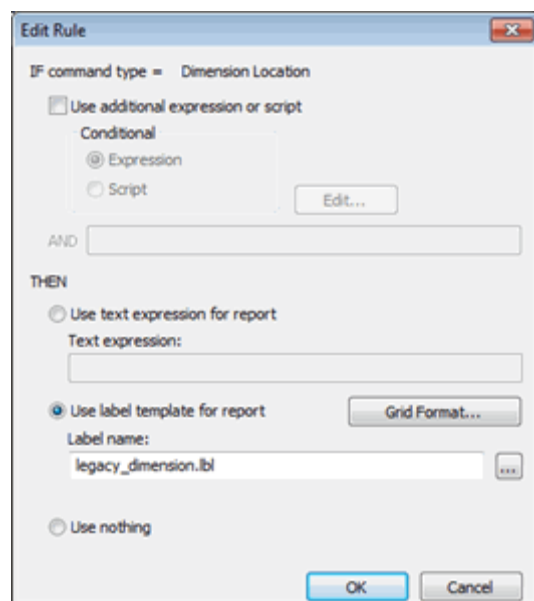 Edit Rule
IF command type = Dimension Location
Use additional expression or script
Conditional
Expression
Script
Edit...
AND
THEN
Use text expression for report
Text expression:
Use label template for report
Grid Format...
Label name:
legacy_dimension.lbl
...
Use nothing
OK
Cancel